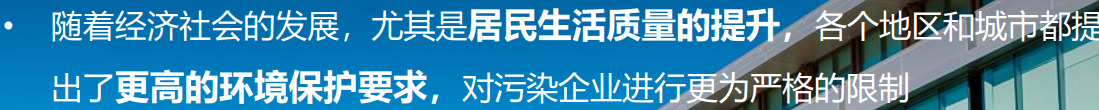 • 随着经济社会的发展，尤其是居民生活质量的提升，各个地区和城市都提
出了更高的环境保护要求，对污染企业进行更为严格的限制